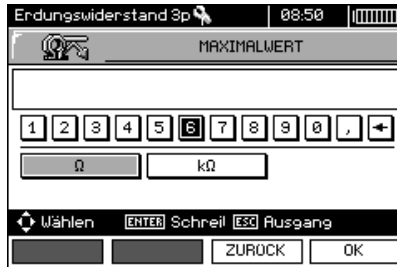 Erdungswiderstand 3p 08:50
MAXIMALWERT
1 2 3 4 5 6 7 8 9 0 ,
Ω kΩ
Wählen ENTER Schreil ESC Ausgang
ZURÜCK OK